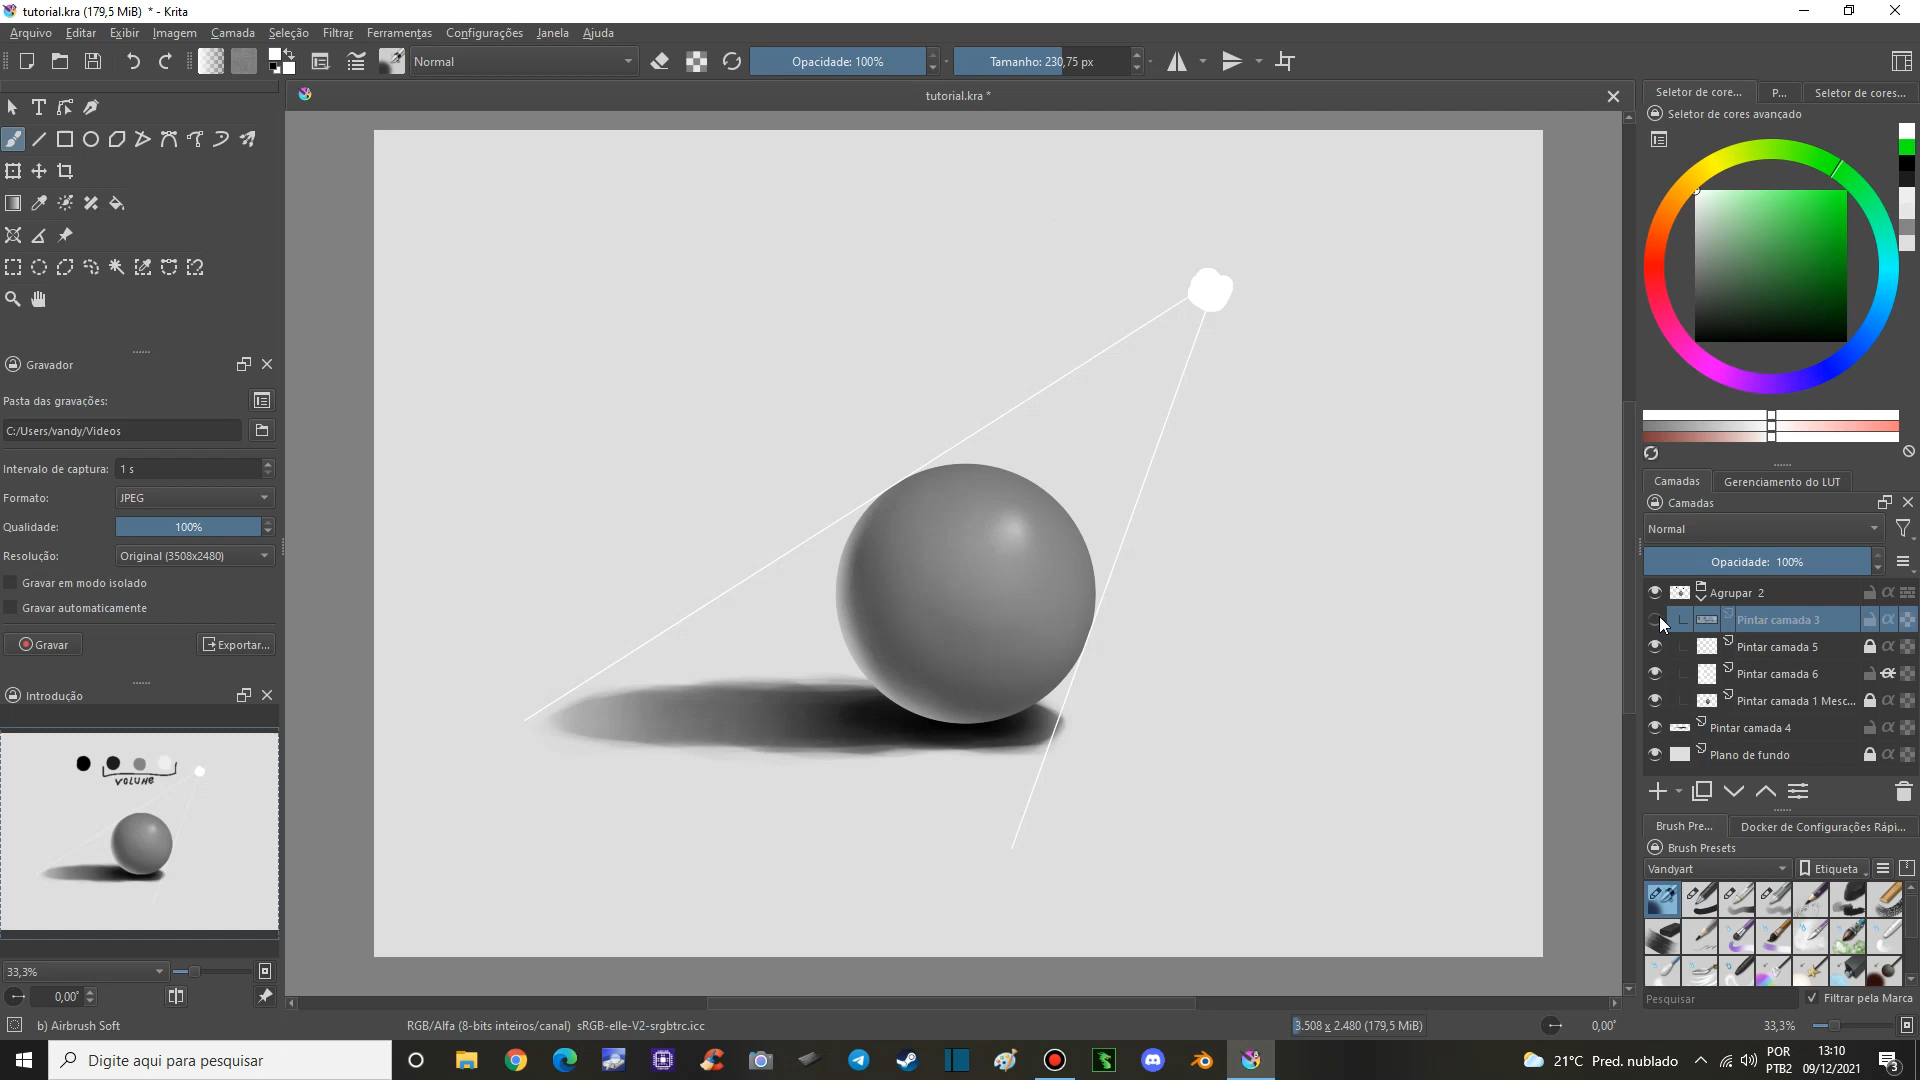 tutorial.kra (179,5 MiB) * - Krita
Arquivo Editar Exibir Imagem Camada Seleção Filtrar Ferramentas Configurações Janela Ajuda
Normal Opacidade: 100% Tamanho: 230,75 px
tutorial.kra *
Seletor de core... P... Seletor de cores...
Seletor de cores avançado
Gravador
Pasta das gravações:
C:/Users/vandy/Videos
Intervalo de captura: 1 s
Formato: JPEG
Qualidade: 100%
Resolução: Original (3508x2480)
Gravar em modo isolado
Gravar automaticamente
Gravar Exportar...
Introdução
VOLUME
33,3%
0,00°
Camadas Gerenciamento do LUT
Camadas
Normal
Opacidade: 100%
Agrupar 2
Pintar camada 3
Pintar camada 5
Pintar camada 6
Pintar camada 1 Mesc...
Pintar camada 4
Plano de fundo
Brush Pre... Docker de Configurações Rápi...
Brush Presets
Vandyart Etiqueta
Pesquisar Filtrar pela Marca
b) Airbrush Soft RGB/Alfa (8-bits inteiros/canal) sRGB-elle-V2-srgbtrc.icc 3.508 x 2.480 (179,5 MiB) 0,00° 33,3%
Digite aqui para pesquisar
21°C Pred. nublado
POR
PTB2
13:10
09/12/2021
3